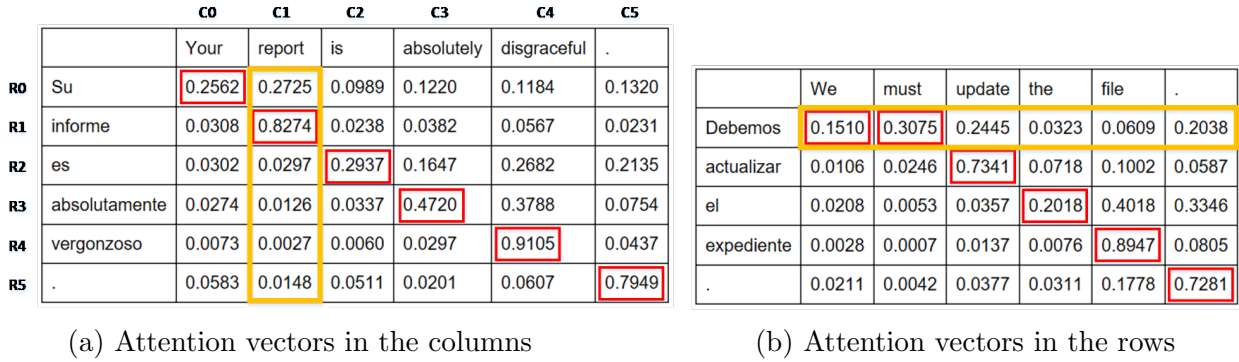 C0 C1 C2 C3 C4 C5
Your report is absolutely disgraceful .
R0 Su 0.2562 0.2725 0.0989 0.1220 0.1184 0.1320
R1 informe 0.0308 0.8274 0.0238 0.0382 0.0567 0.0231
R2 es 0.0302 0.0297 0.2937 0.1647 0.2682 0.2135
R3 absolutamente 0.0274 0.0126 0.0337 0.4720 0.3788 0.0754
R4 vergonzoso 0.0073 0.0027 0.0060 0.0297 0.9105 0.0437
R5 . 0.0583 0.0148 0.0511 0.0201 0.0607 0.7949
(a) Attention vectors in the columns
We must update the file .
Debemos 0.1510 0.3075 0.2445 0.0323 0.0609 0.2038
actualizar 0.0106 0.0246 0.7341 0.0718 0.1002 0.0587
el 0.0208 0.0053 0.0357 0.2018 0.4018 0.3346
expediente 0.0028 0.0007 0.0137 0.0076 0.8947 0.0805
. 0.0211 0.0042 0.0377 0.0311 0.1778 0.7281
(b) Attention vectors in the rows